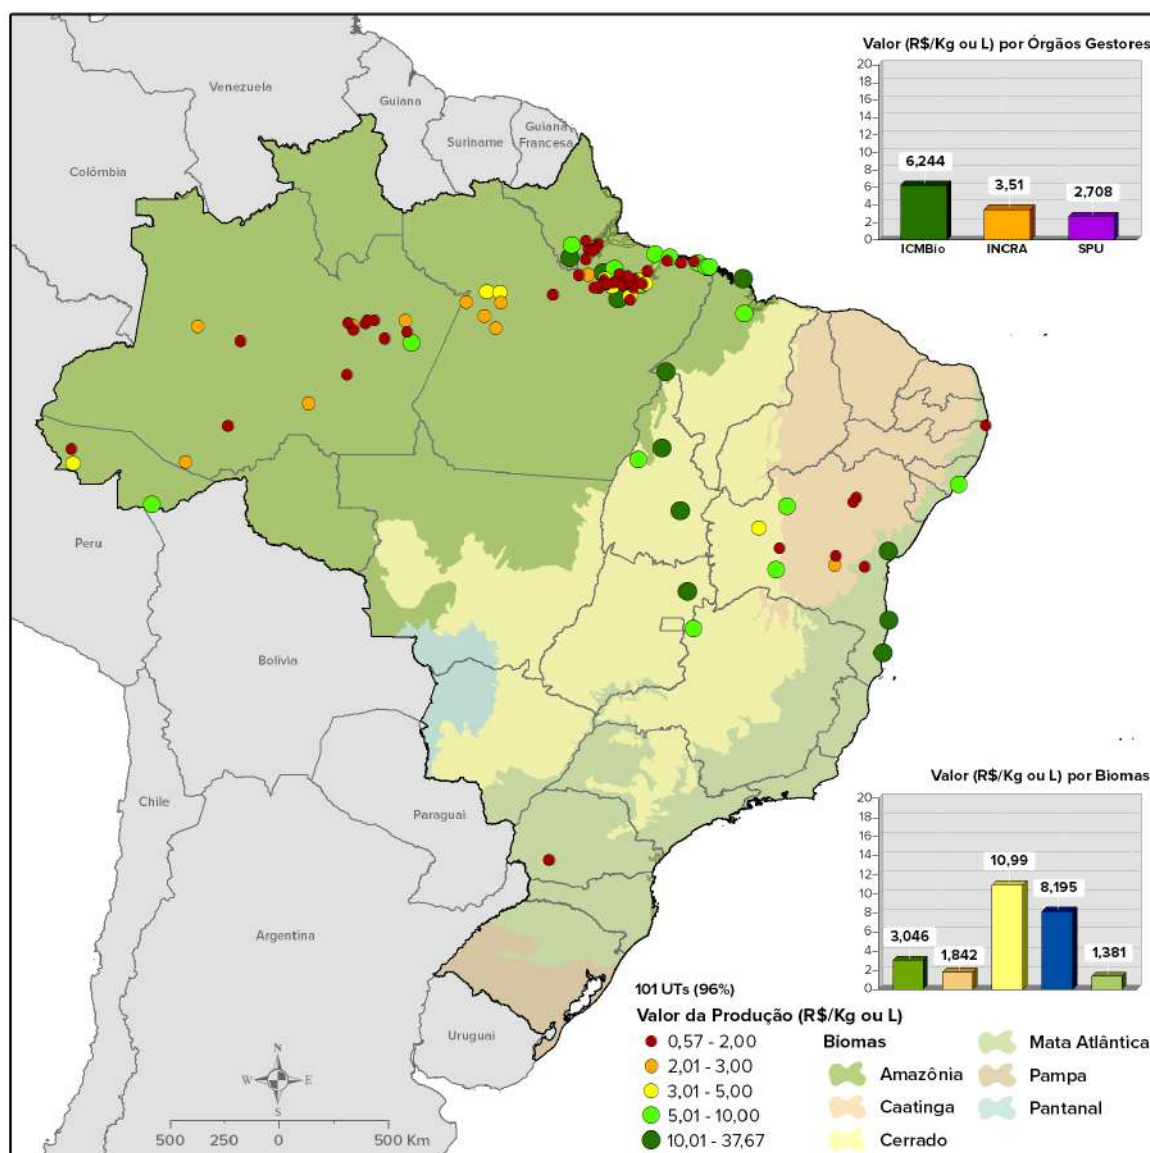 Valor (R$/Kg ou L) por Órgãos Gestores
20
18
16
14
12
10
8
6
4
2
0
6,244
3,51
2,708
ICMBio
INCRA
SPU
Venezuela
Guiana
Suriname
Guiana
Francesa
Colômbia
Peru
Bolívia
Chile
Paraguai
Argentina
Uruguai
Valor (R$/Kg ou L) por Biomas
20
18
16
14
12
10
8
6
4
2
0
3,046
1,842
10,99
8,195
1,381
101 UTs (96%)
Valor da Produção (R$/Kg ou L)
0,57 - 2,00
2,01 - 3,00
3,01 - 5,00
5,01 - 10,00
10,01 - 37,67
Biomas
Amazônia
Caatinga
Cerrado
Mata Atlântica
Pampa
Pantanal
N
W
E
S
500 250 0 500 Km